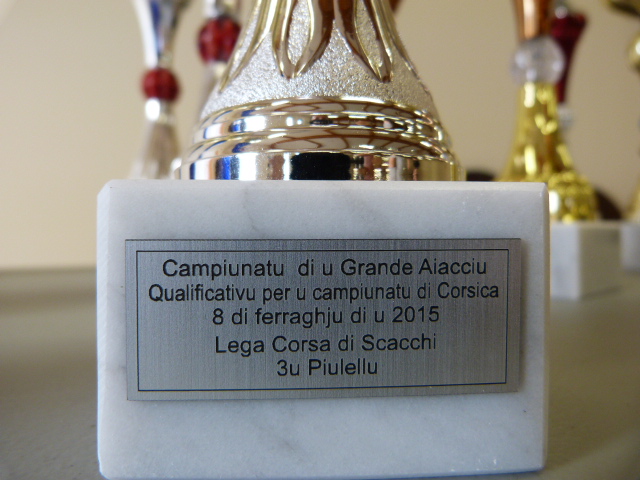 Campiunatu di u Grande Aiacciu
Qualificativu per u campiunatu di Corsica
8 di ferraghju di u 2015
Lega Corsa di Scacchi
3u Piulellu